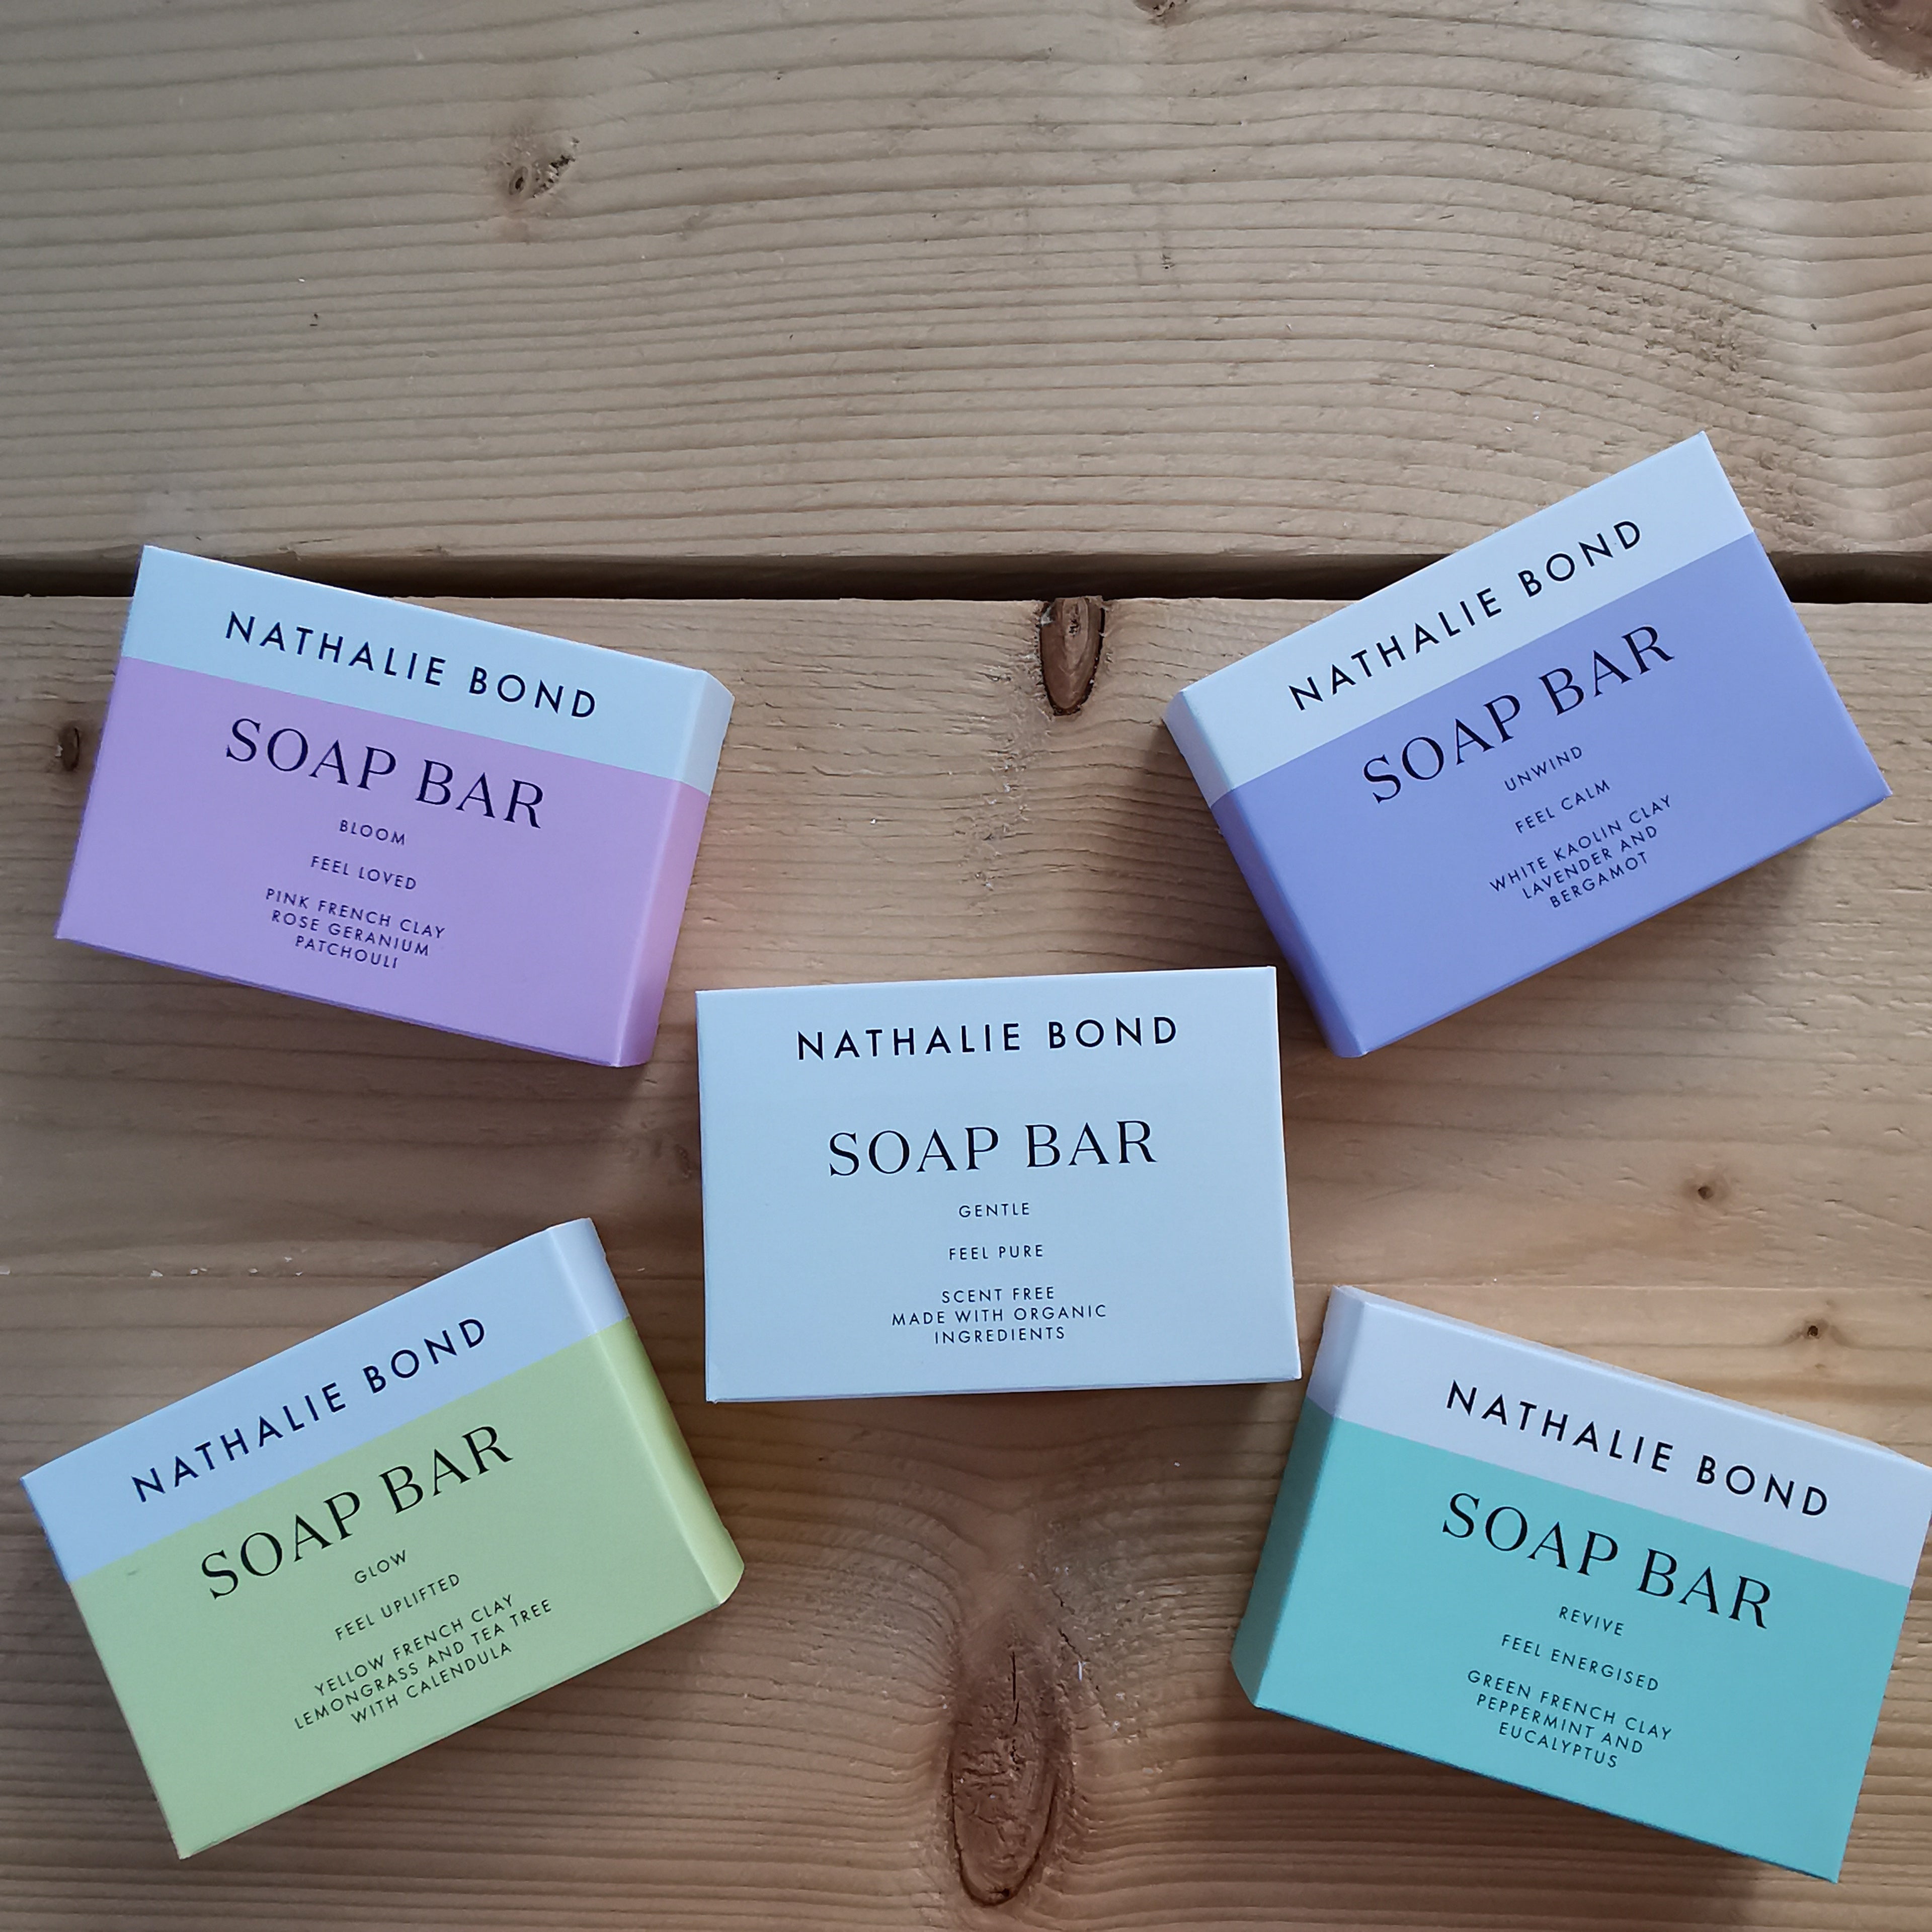 NATHALIE BOND
SOAP BAR
BLOOM
FEEL LOVED
PINK FRENCH CLAY
ROSE GERANIUM
PATCHOULI
NATHALIE BOND
SOAP BAR
UNWIND
FEEL CALM
WHITE KAOLIN CLAY
LAVENDER AND
BERGAMOT
NATHALIE BOND
SOAP BAR
GENTLE
FEEL PURE
SCENT FREE
MADE WITH ORGANIC
INGREDIENTS
NATHALIE BOND
SOAP BAR
GLOW
FEEL UPLIFTED
YELLOW FRENCH CLAY
LEMONGRASS AND TEA TREE
WITH CALENDULA
NATHALIE BOND
SOAP BAR
REVIVE
FEEL ENERGISED
GREEN FRENCH CLAY
PEPPERMINT AND
EUCALYPTUS